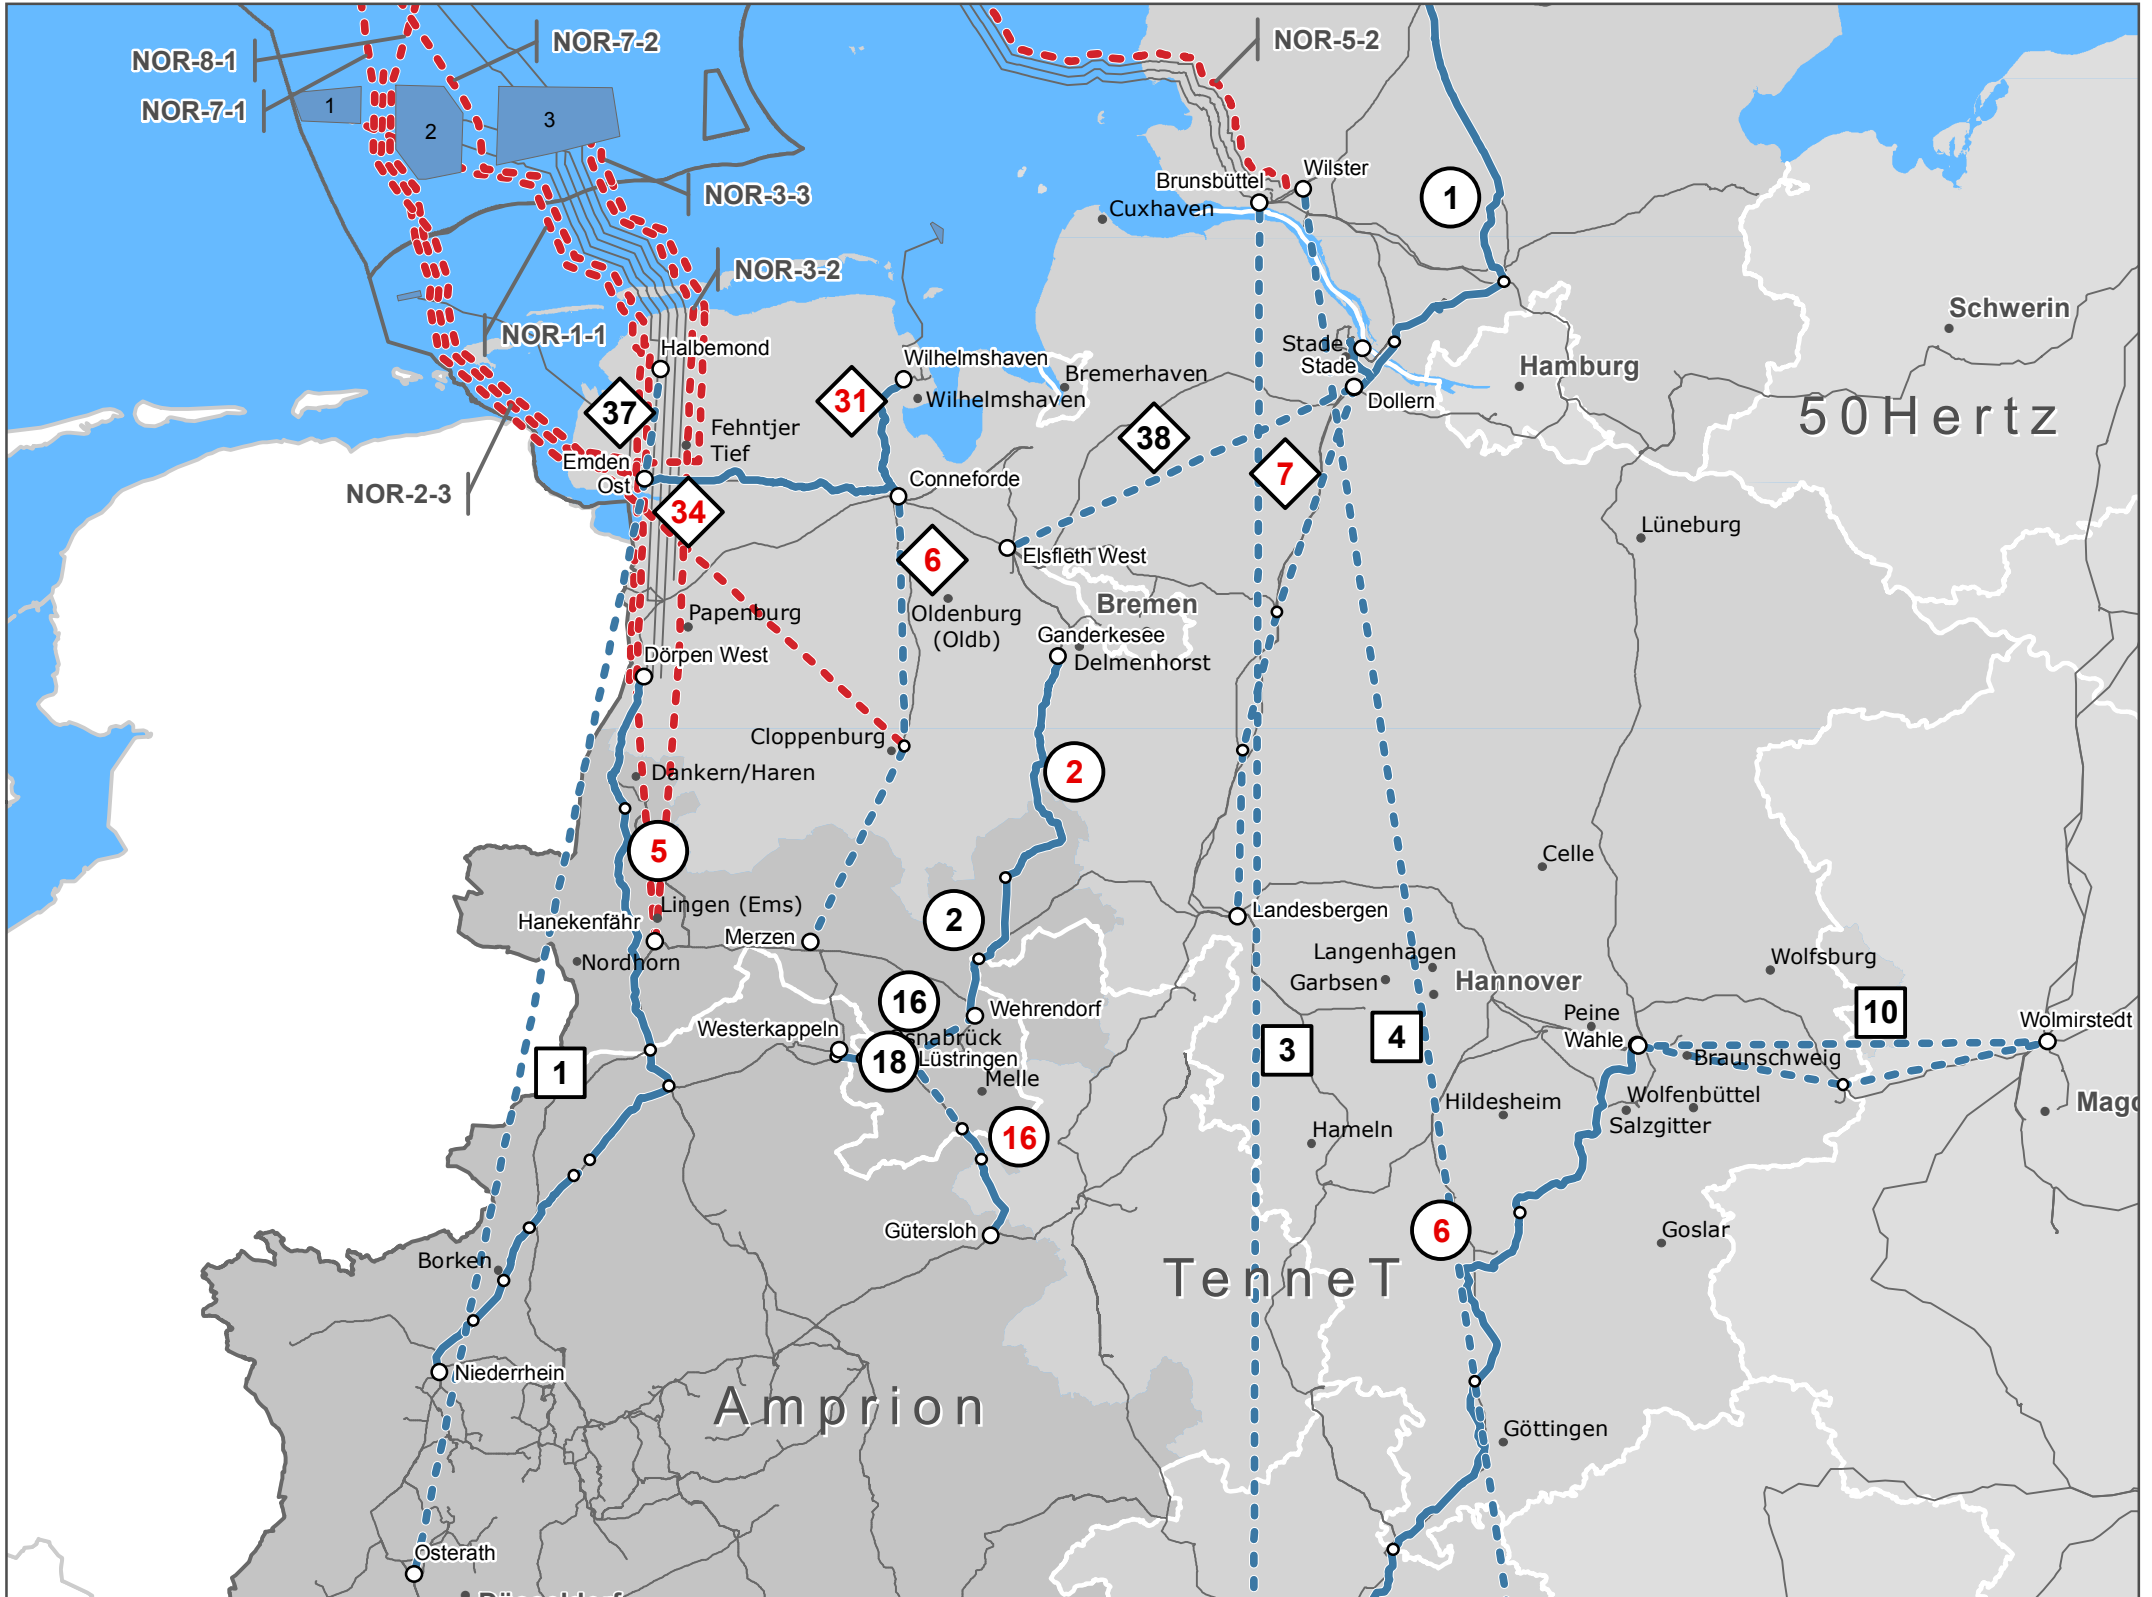 NOR-8-1
NOR-7-2
NOR-5-2
NOR-7-1
1
2
3
NOR-3-3
Wilster
Brunsbüttel
Cuxhaven
1
NOR-3-2
NOR-1-1
Schwerin
Halbemond
Wilhelmshaven
Stade
Stade
Hamburg
Bremerhaven
37
31
Wilhelmshaven
Dollern
50Hertz
Fehntjer
Tief
38
Emden
Ost
7
NOR-2-3
Conneforde
34
Lüneburg
6
Elsfleth West
Papenburg
Oldenburg
(Oldb)
Bremen
Ganderkesee
Delmenhorst
Dörpen West
Cloppenburg
Dankern/Haren
2
5
Celle
Lingen (Ems)
Hanekenfähr
2
Landesbergen
Merzen
Nordhorn
Langenhagen
Garbsen
Hannover
Wolfsburg
16
Wehrendorf
Peine
Wahle
10
Wolmirstedt
Westerkappeln
snabrück
Lüstringen
18
3
4
Braunschweig
1
Melle
Hildesheim
Wolfenbüttel
Salzgitter
Magd
16
Hameln
Gütersloh
6
Goslar
Borken
TenneT
Niederrhein
Amprion
Göttingen
Osterath